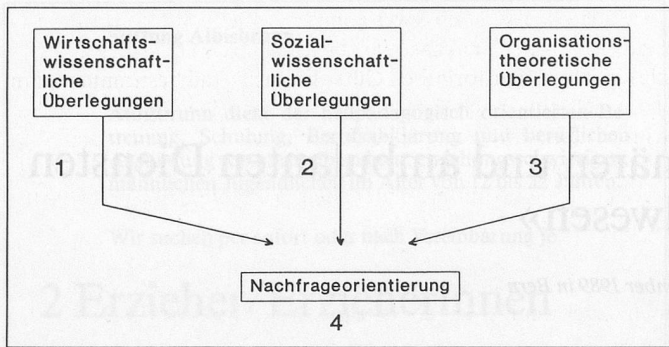 Wirtschafts-
wissenschaft-
liche
Überlegungen
Sozial-
wissenschaft-
liche
Überlegungen
Organisations-
theoretische
Überlegungen
1
2
3
Nachfrageorientierung
4